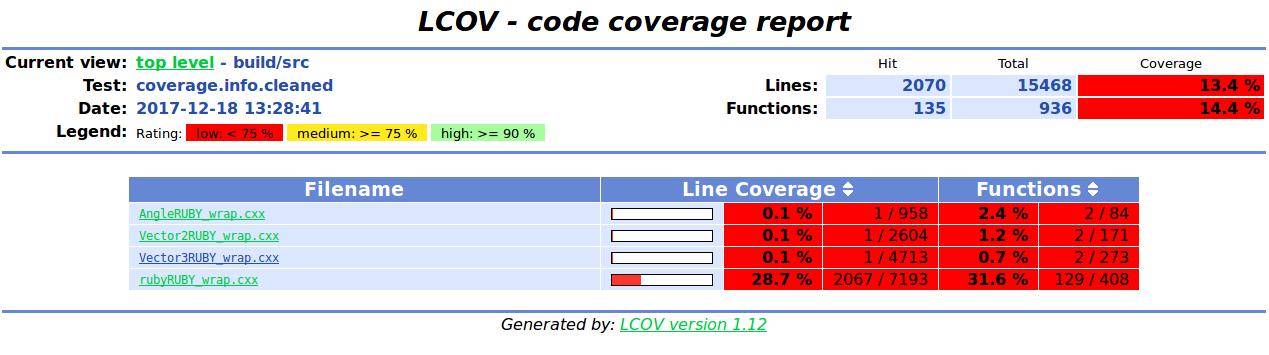 LCOV - code coverage report
Current view: top level - build/src Hit Total Coverage
Test: coverage.info.cleaned Lines: 2070 15468 13.4 %
Date: 2017-12-18 13:28:41 Functions: 135 936 14.4 %
Legend: Rating: low: < 75 % medium: >= 75 % high: >= 90 %
Filename Line Coverage Functions
AngleRUBY_wrap.cxx 0.1 % 1 / 958 2.4 % 2 / 84
Vector2RUBY_wrap.cxx 0.1 % 1 / 2604 1.2 % 2 / 171
Vector3RUBY_wrap.cxx 0.1 % 1 / 4713 0.7 % 2 / 273
rubyRUBY_wrap.cxx 28.7 % 2067 / 7193 31.6 % 129 / 408
Generated by: LCOV version 1.12